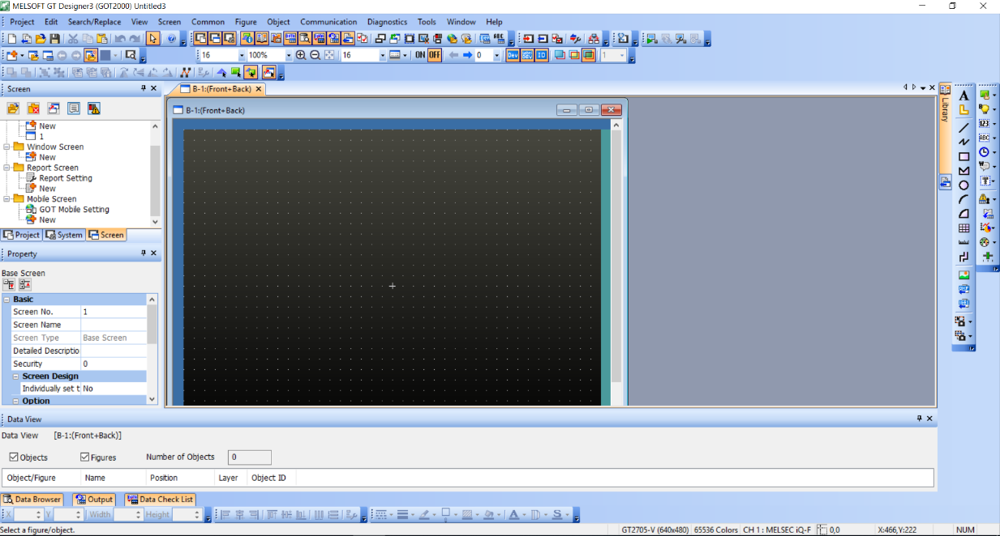 MELSOFT GT Designer3 (GOT2000) Untitled3
Project Edit Search/Replace View Screen Common Figure Object Communication Diagnostics Tools Window Help
16 100% 16 ON OFF 0 Dev ID 1
Screen
B-1:(Front+Back)
B-1:(Front+Back)
Library
New
1
Window Screen
New
Report Screen
Report Setting
New
Mobile Screen
GOT Mobile Setting
New
Project System Screen
Property
Base Screen
Basic
Screen No. 1
Screen Name
Screen Type Base Screen
Detailed Descriptio
Security 0
Screen Design
Individually set t No
Option
Data View
Data View [B-1:(Front+Back)]
Objects Figures Number of Objects 0
Object/Figure Name Position Layer Object ID
Data Browser Output Data Check List
X Y Width Height
Select a figure/object. GT2705-V (640x480) 65536 Colors CH 1 : MELSEC iQ-F 0,0 X:466,Y:222 NUM